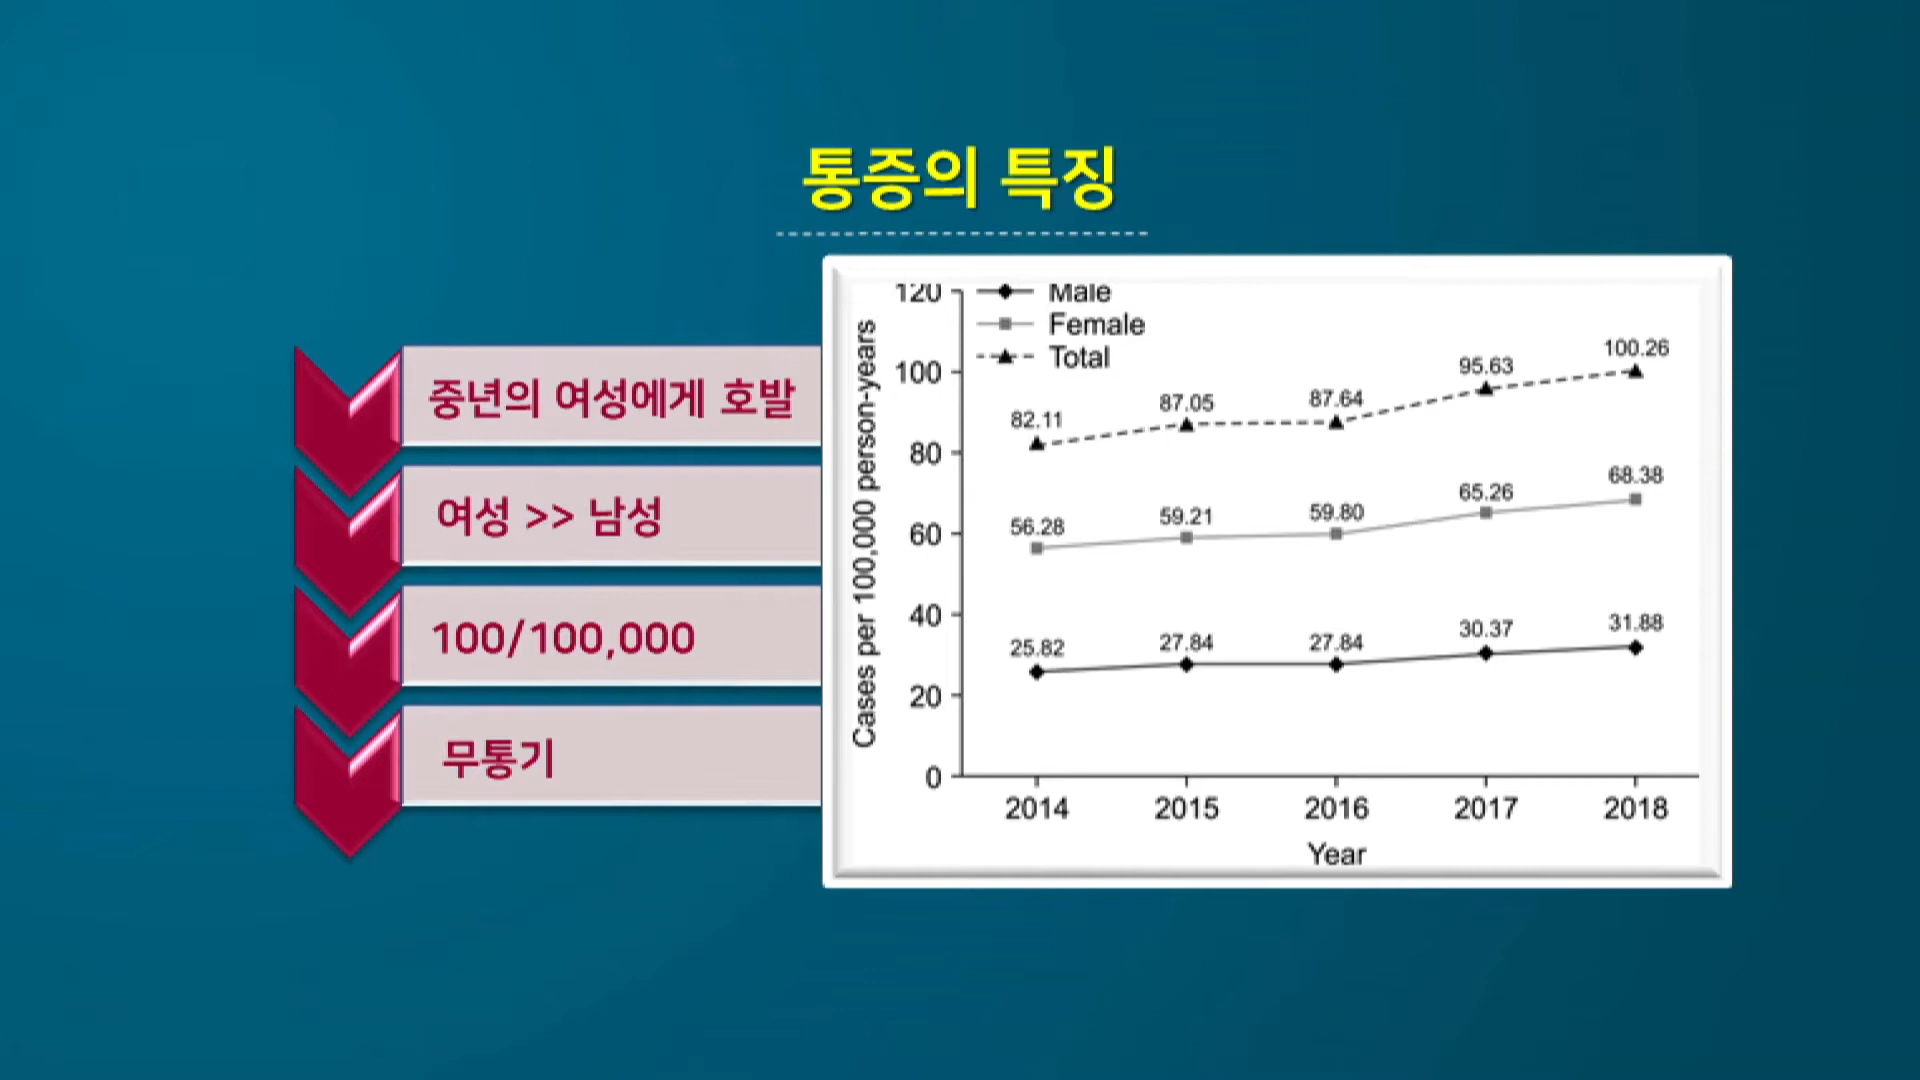 통증의 특징
중년의 여성에게 호발
여성 >> 남성
100/100,000
무통기
Cases per 100,000 person-years
120
100
80
60
40
20
0
Male
Female
Total
82.11
87.05
87.64
95.63
100.26
56.28
59.21
59.80
65.26
68.38
25.82
27.84
27.84
30.37
31.88
2014 2015 2016 2017 2018
Year